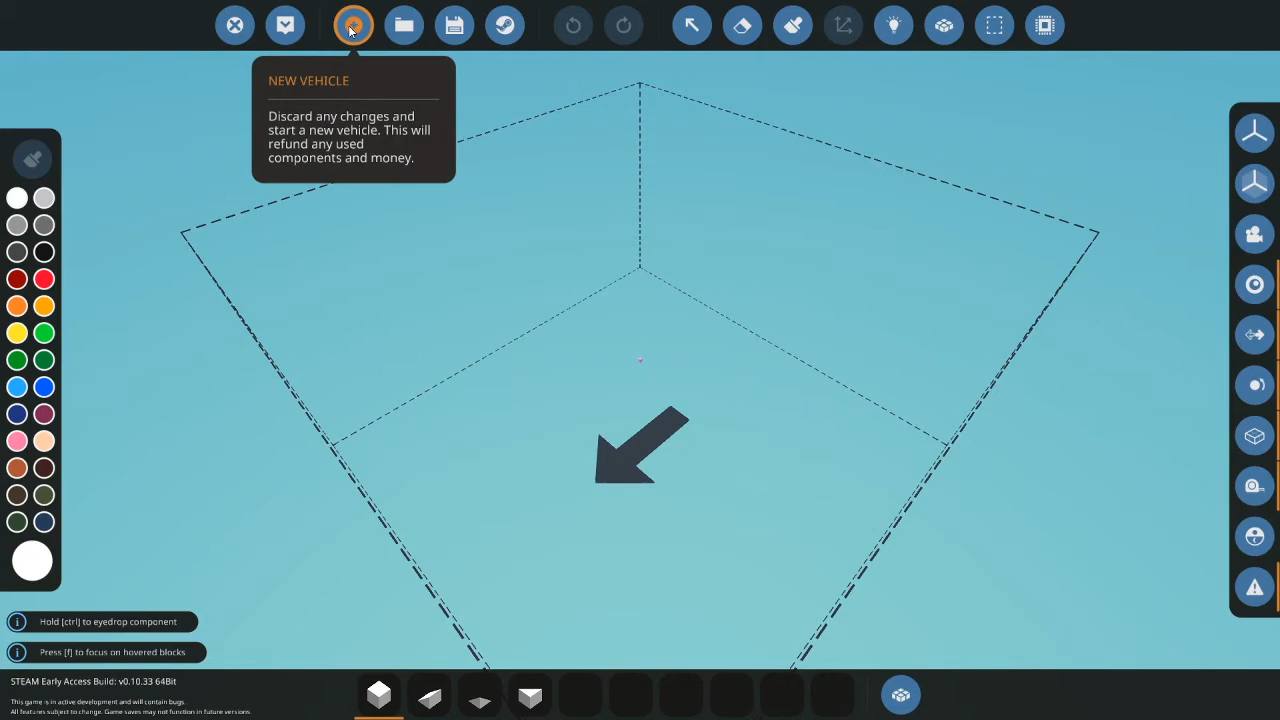 NEW VEHICLE
Discard any changes and
start a new vehicle. This will
refund any used
components and money.
Hold [ctrl] to eyedrop component
Press [f] to focus on hovered blocks
STEAM Early Access Build: v0.10.33 64Bit
This game is in active development and will contain bugs.
All features subject to change. Game saves may not function in future versions.